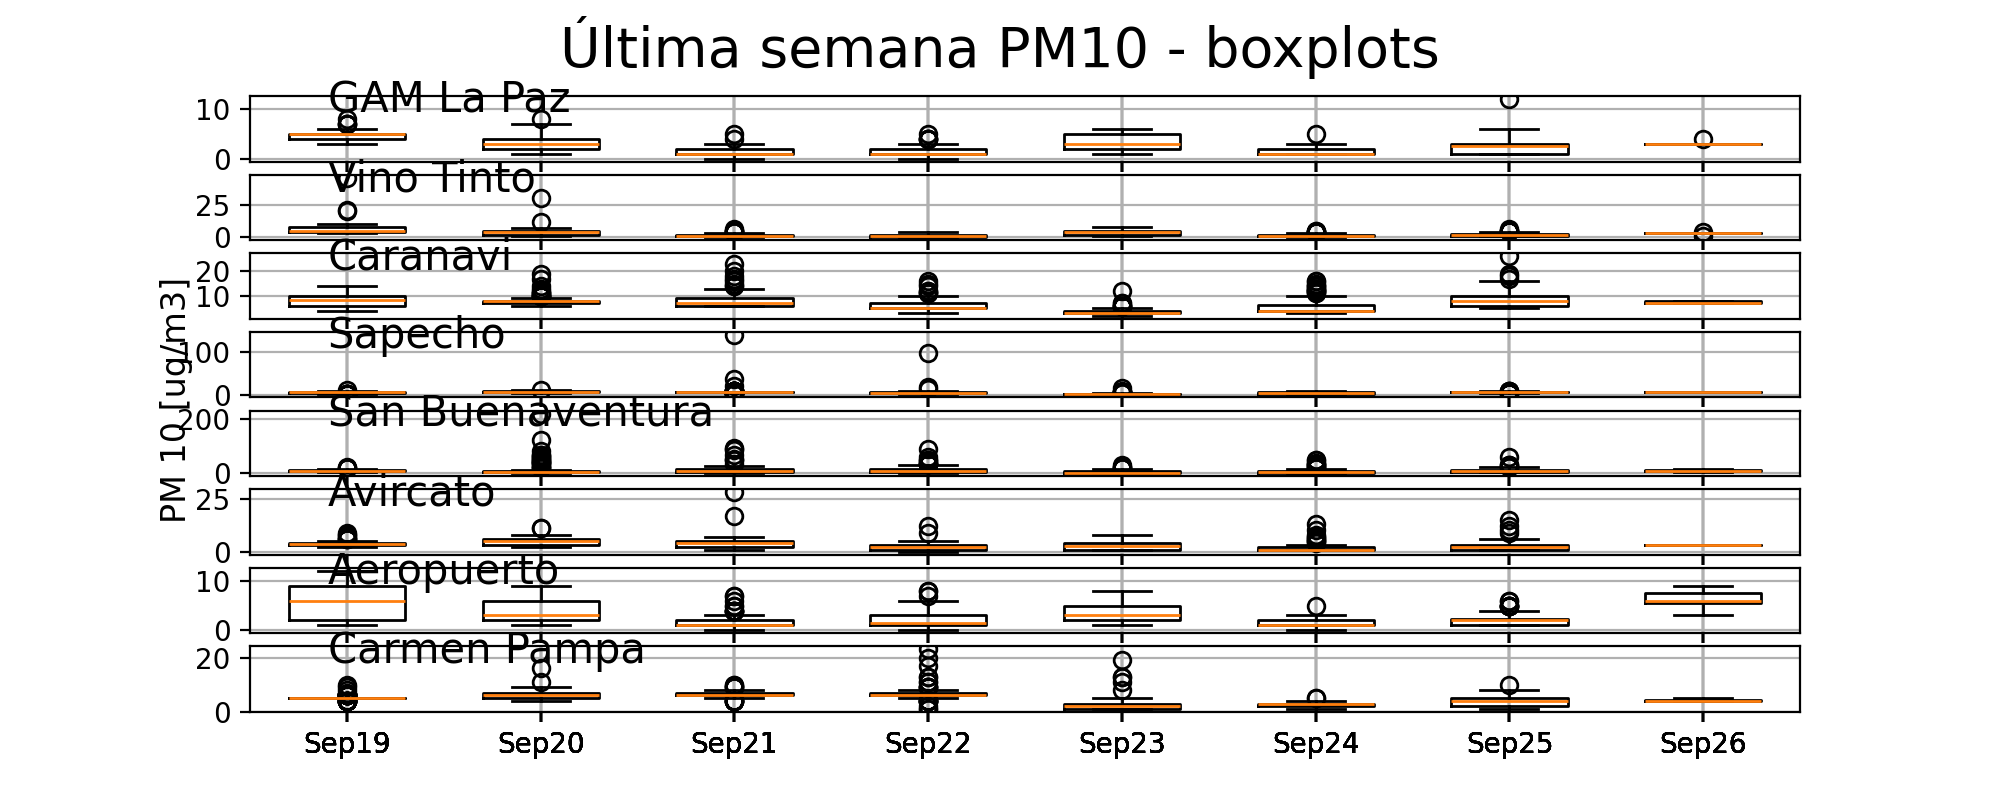 Última semana PM10 - boxplots
GAM La Paz
10
0
Vino Tinto
25
0
Caranavi
20
10
Sapecho
100
0
PM 10 [ug/m3]
San Buenaventura
200
0
Avircato
25
0
Aeropuerto
10
0
Carmen Pampa
20
0
Sep19 Sep20 Sep21 Sep22 Sep23 Sep24 Sep25 Sep26